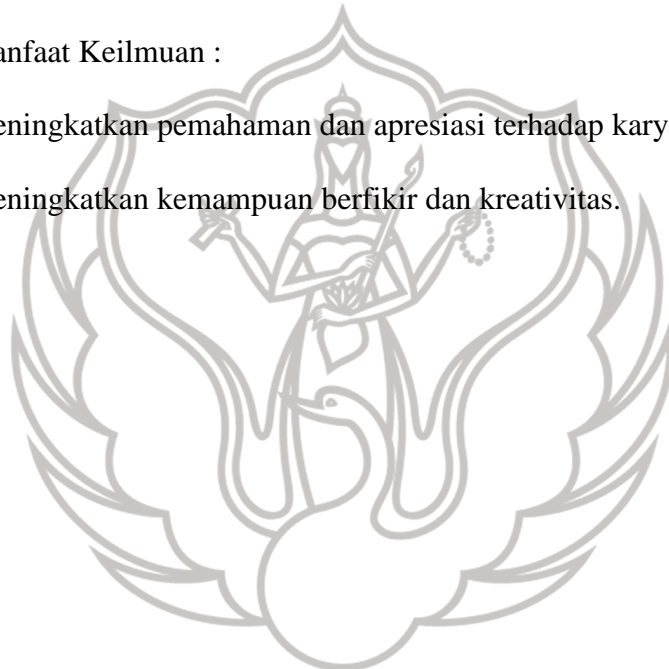 anfaat Keilmuan :
eningkatkan pemahaman dan apresiasi terhadap kary
eningkatkan kemampuan berfikir dan kreativitas.